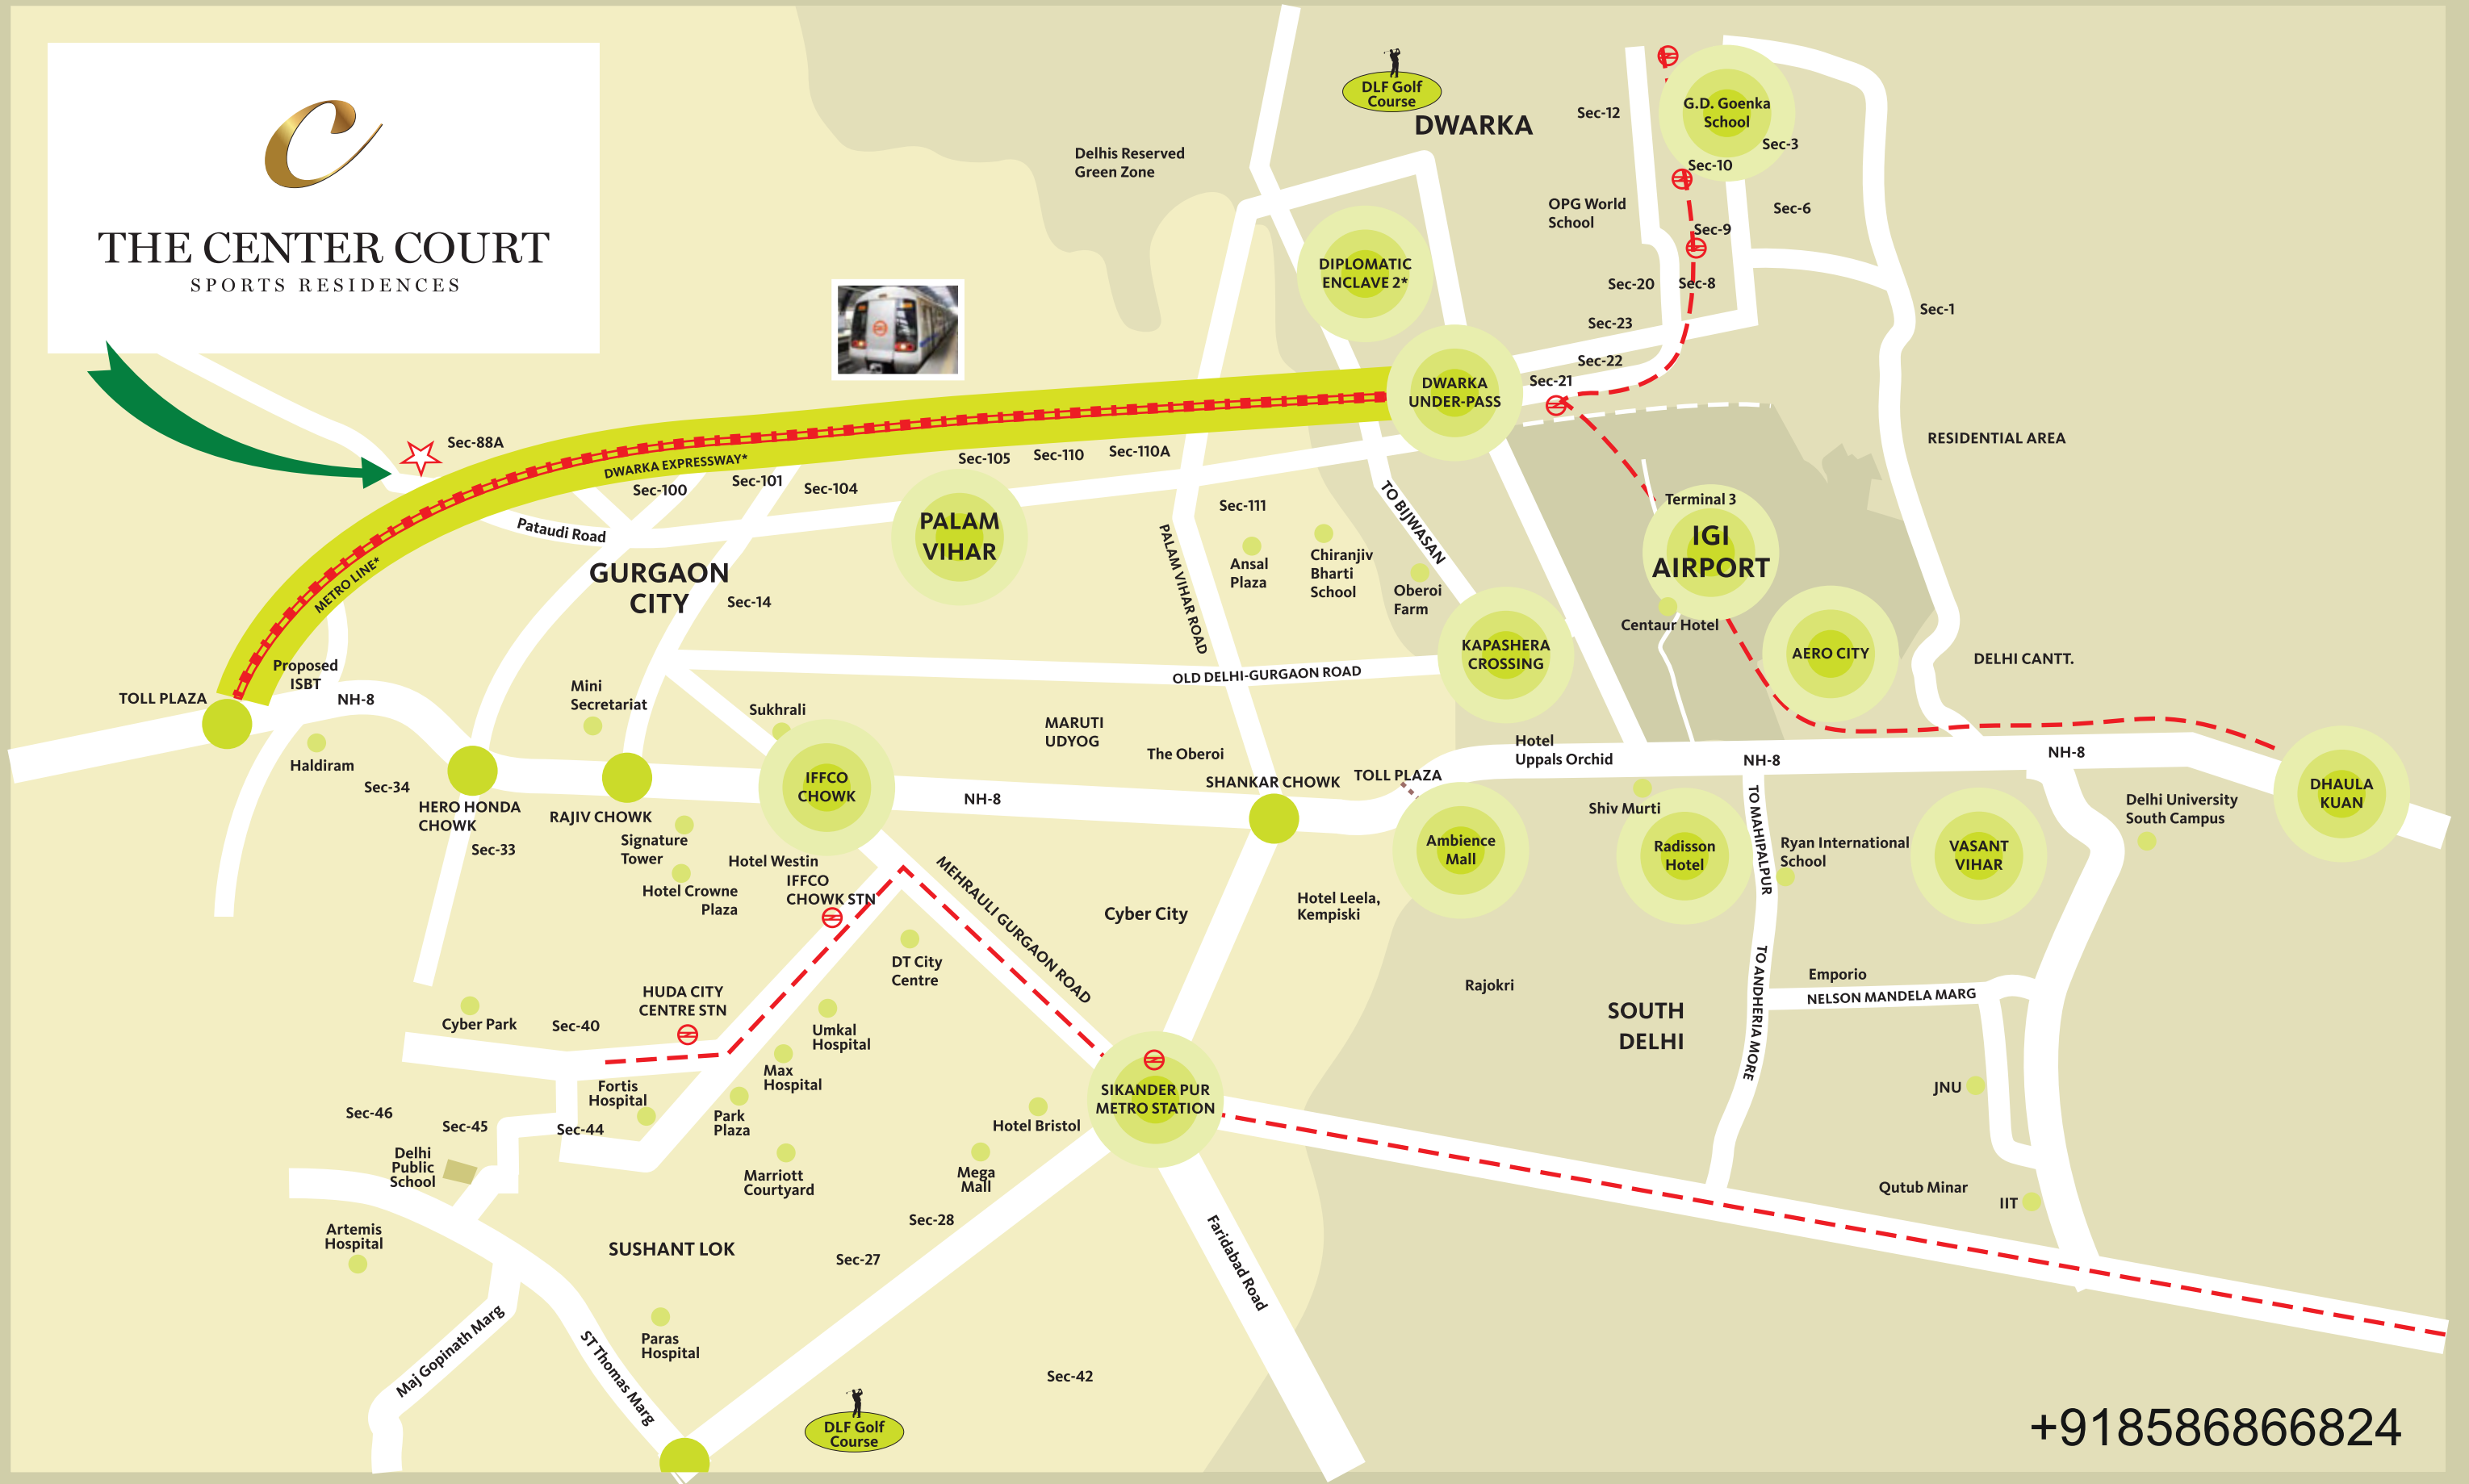 THE CENTER COURT
SPORTS RESIDENCES
DLF Golf
Course
DWARKA
Delhis Reserved
Green Zone
Sec-12
G.D. Goenka
School
Sec-3
Sec-10
OPG World
School
Sec-6
Sec-9
DIPLOMATIC
ENCLAVE 2*
Sec-20
Sec-8
Sec-23
Sec-1
Sec-22
Sec-21
DWARKA
UNDER-PASS
RESIDENTIAL AREA
Sec-88A
DWARKA EXPRESSWAY*
METRO LINE*
Sec-100
Sec-101
Sec-104
Sec-105
Sec-110
Sec-110A
Sec-111
Pataudi Road
PALAM
VIHAR
PALAM VIHAR ROAD
TO BIJWASAN
Terminal 3
IGI
AIRPORT
Ansal
Plaza
Chiranjiv
Bharti
School
Oberoi
Farm
GURGAON
CITY
Sec-14
Centaur Hotel
KAPASHERA
CROSSING
AERO CITY
DELHI CANTT.
OLD DELHI-GURGAON ROAD
Proposed
ISBT
TOLL PLAZA
NH-8
Mini
Secretariat
Sukhrali
MARUTI
UDYOG
The Oberoi
Hotel
Uppals Orchid
NH-8
NH-8
Haldiram
Sec-34
HERO HONDA
CHOWK
RAJIV CHOWK
IFFCO
CHOWK
NH-8
SHANKAR CHOWK
TOLL PLAZA
Shiv Murti
DHAULA
KUAN
Delhi University
South Campus
Sec-33
Signature
Tower
Hotel Westin
Hotel Crowne
Plaza
IFFCO
CHOWK STN
MEHRAULI GURGAON ROAD
Ambience
Mall
Radisson
Hotel
TO MAHIPALPUR
Ryan International
School
VASANT
VIHAR
Cyber City
Hotel Leela,
Kempiski
DT City
Centre
Rajokri
TO ANDHERIA MORE
Emporio
NELSON MANDELA MARG
HUDA CITY
CENTRE STN
Cyber Park
Sec-40
Umkal
Hospital
SOUTH
DELHI
Max
Hospital
Fortis
Hospital
Park
Plaza
SIKANDER PUR
METRO STATION
JNU
Sec-46
Sec-45
Sec-44
Hotel Bristol
Delhi
Public
School
Marriott
Courtyard
Mega
Mall
Qutub Minar
IIT
Artemis
Hospital
SUSHANT LOK
Sec-28
Sec-27
Faridabad Road
Maj Gopinath Marg
ST Thomas Marg
Paras
Hospital
Sec-42
DLF Golf
Course
+918586866824